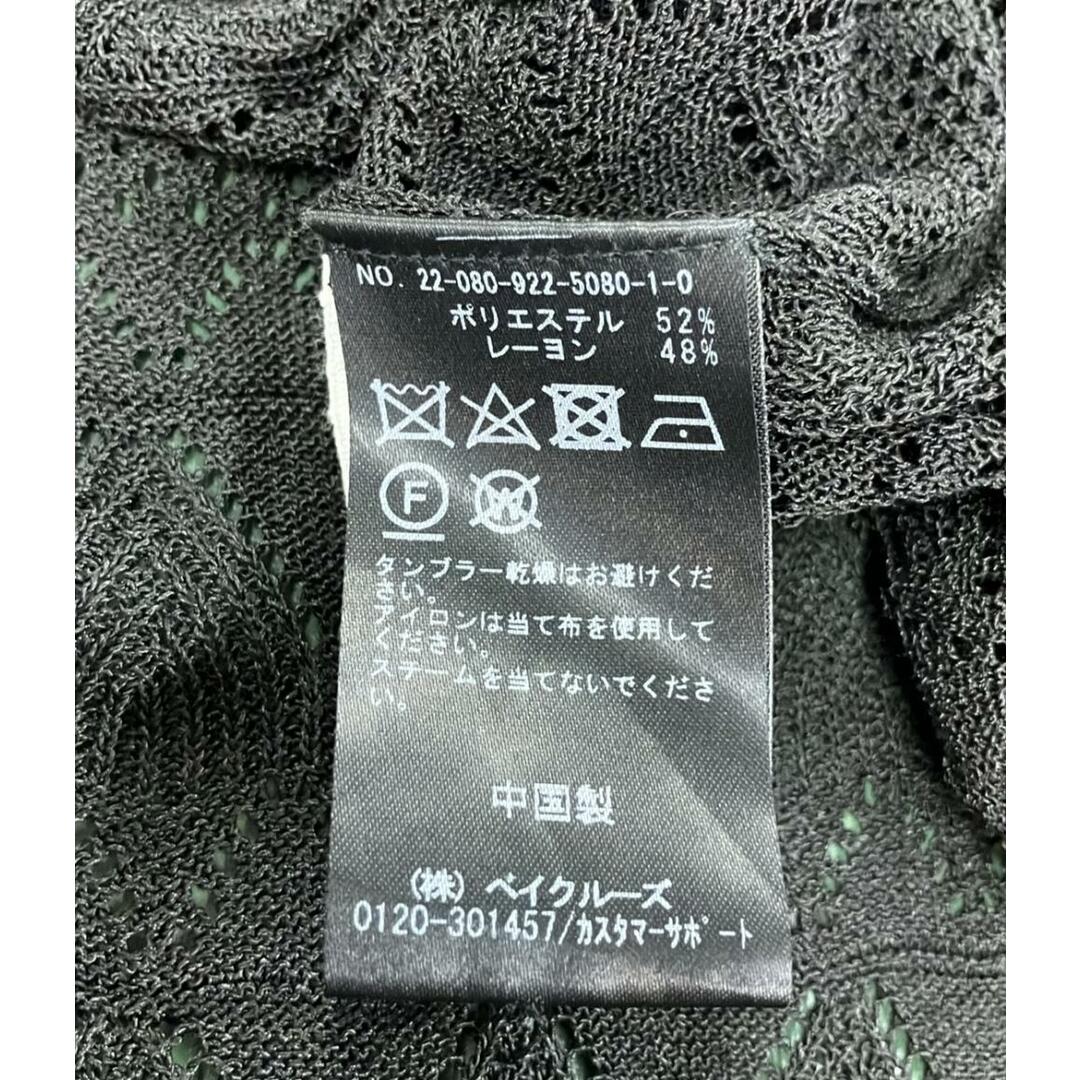 NO. 22-080-922-5080-1-0
ポリエステル 52%
レーヨン 48%
F W
タンブラー乾燥はお避けくだ
さい。
アイロンは当て布を使用して
ください。
スチームを当てないでくださ
い。
中国製
(株) ベイクルーズ
0120-301457/カスタマーサポート